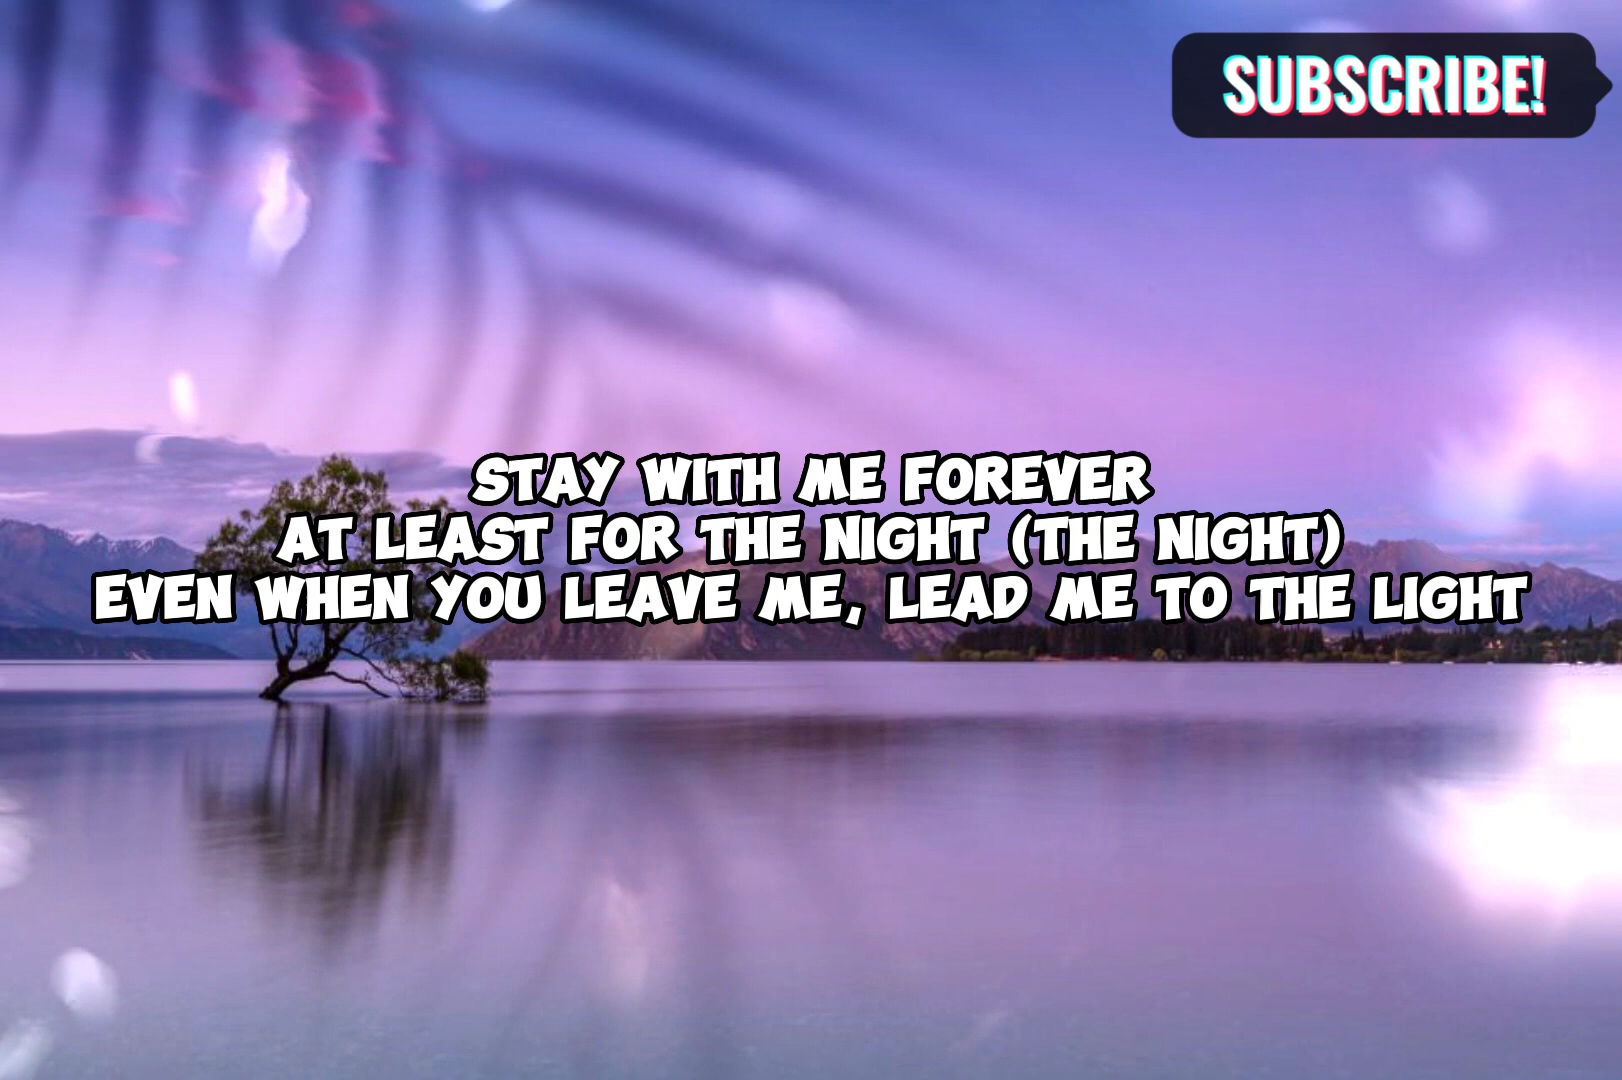 SUBSCRIBE!
STAY WITH ME FOREVER
AT LEAST FOR THE NIGHT (THE NIGHT)
EVEN WHEN YOU LEAVE ME, LEAD ME TO THE LIGHT